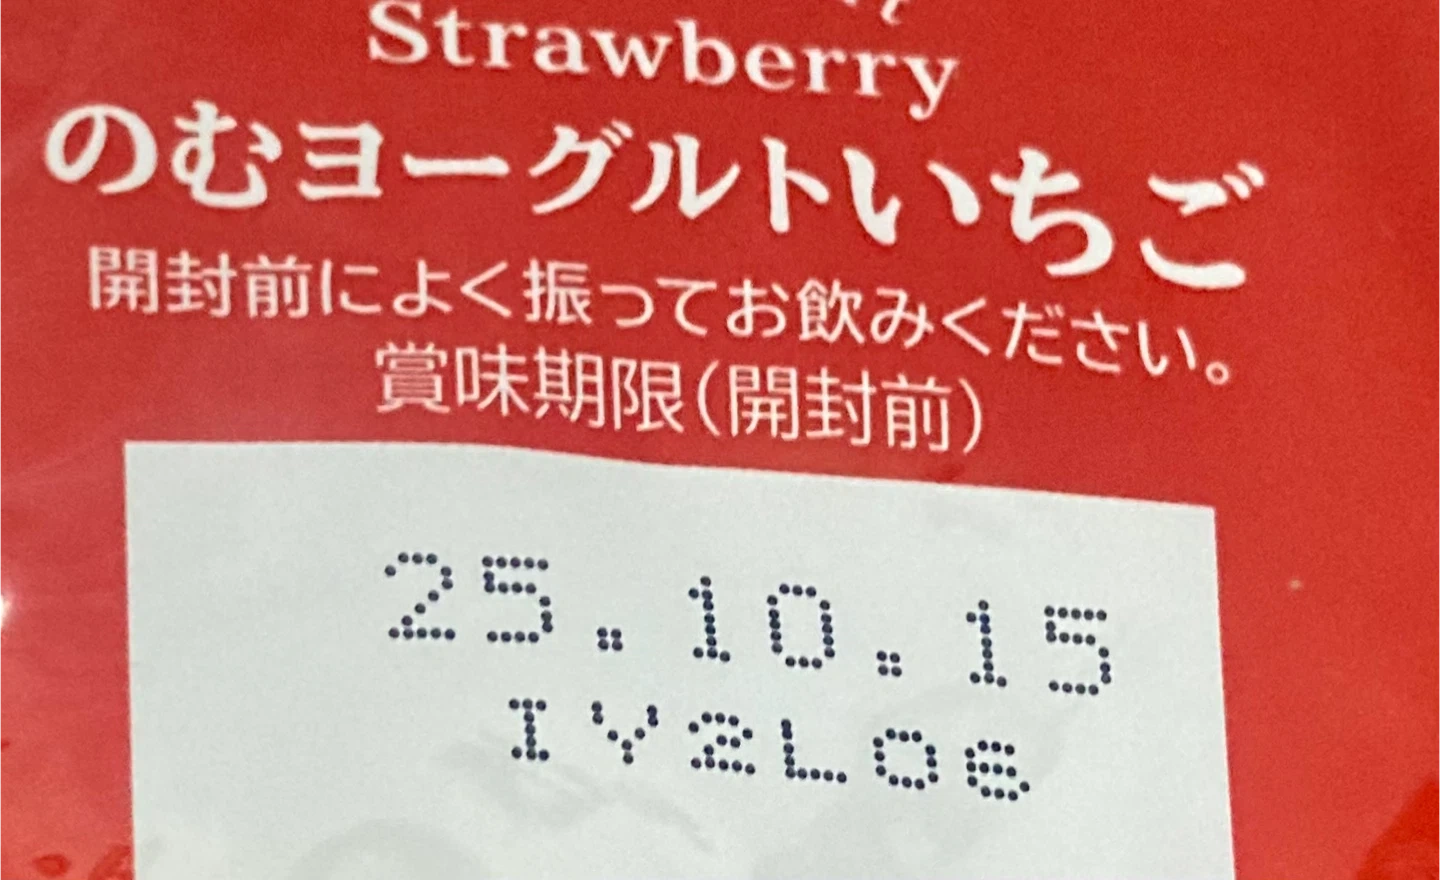 Strawberry
のむヨーグルトいちご
開封前によく振ってお飲みください。
賞味期限(開封前)
25.10.15
IY2L06